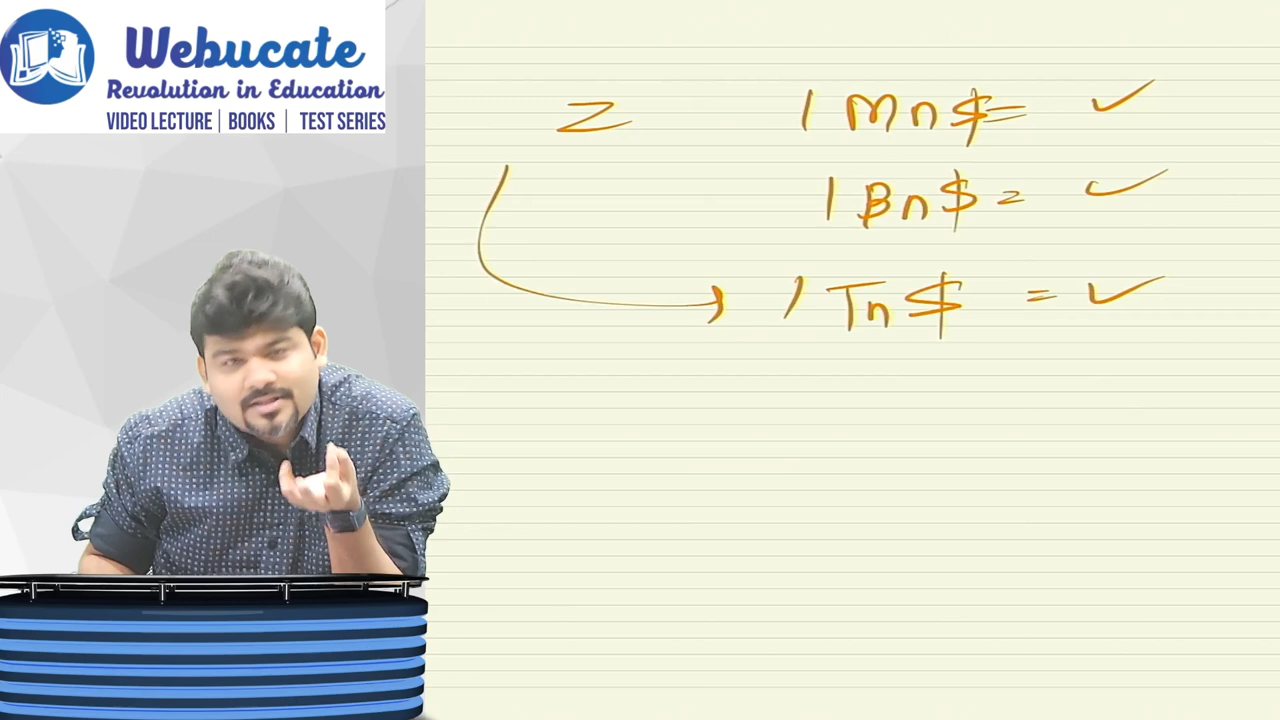 Webucate
Revolution in Education
VIDEO LECTURE | BOOKS | TEST SERIES
Z
1 Mn $ = ✓
1 Bn $ = ✓
1 Tn $ = ✓